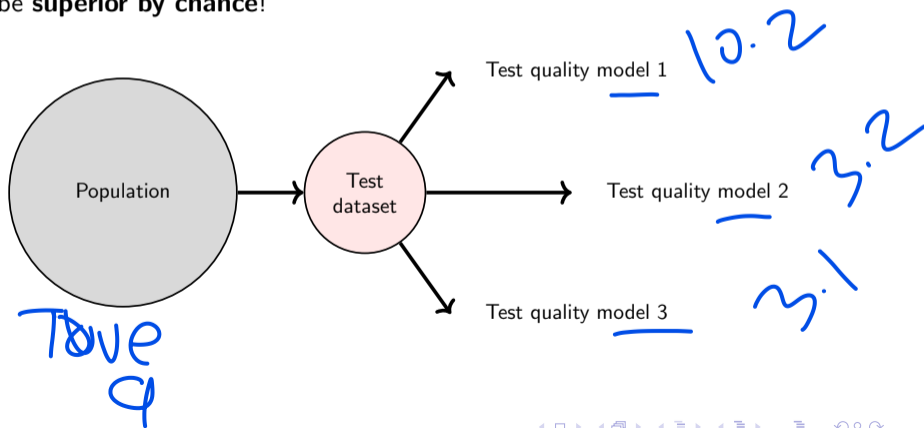 be superior by chance!
Test quality model 1
10.2
Population
Test
dataset
Test quality model 2
3.2
Test quality model 3
3.1